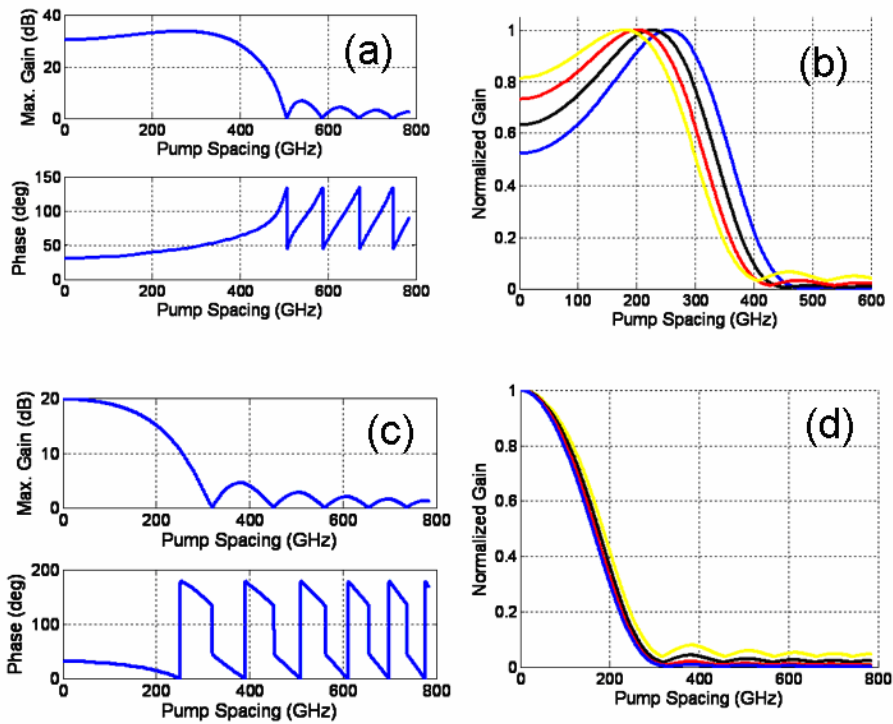 (a)
Max. Gain (dB)
40
20
0
0 200 400 600 800
Pump Spacing (GHz)
Phase (deg)
150
100
50
0
0 200 400 600 800
Pump Spacing (GHz)
(b)
Normalized Gain
1
0.8
0.6
0.4
0.2
0
0 100 200 300 400 500 600
Pump Spacing (GHz)
(c)
Max. Gain (dB)
20
10
0
0 200 400 600 800
Pump Spacing (GHz)
Phase (deg)
200
100
0
0 200 400 600 800
Pump Spacing (GHz)
(d)
Normalized Gain
1
0.8
0.6
0.4
0.2
0
0 200 400 600 800
Pump Spacing (GHz)